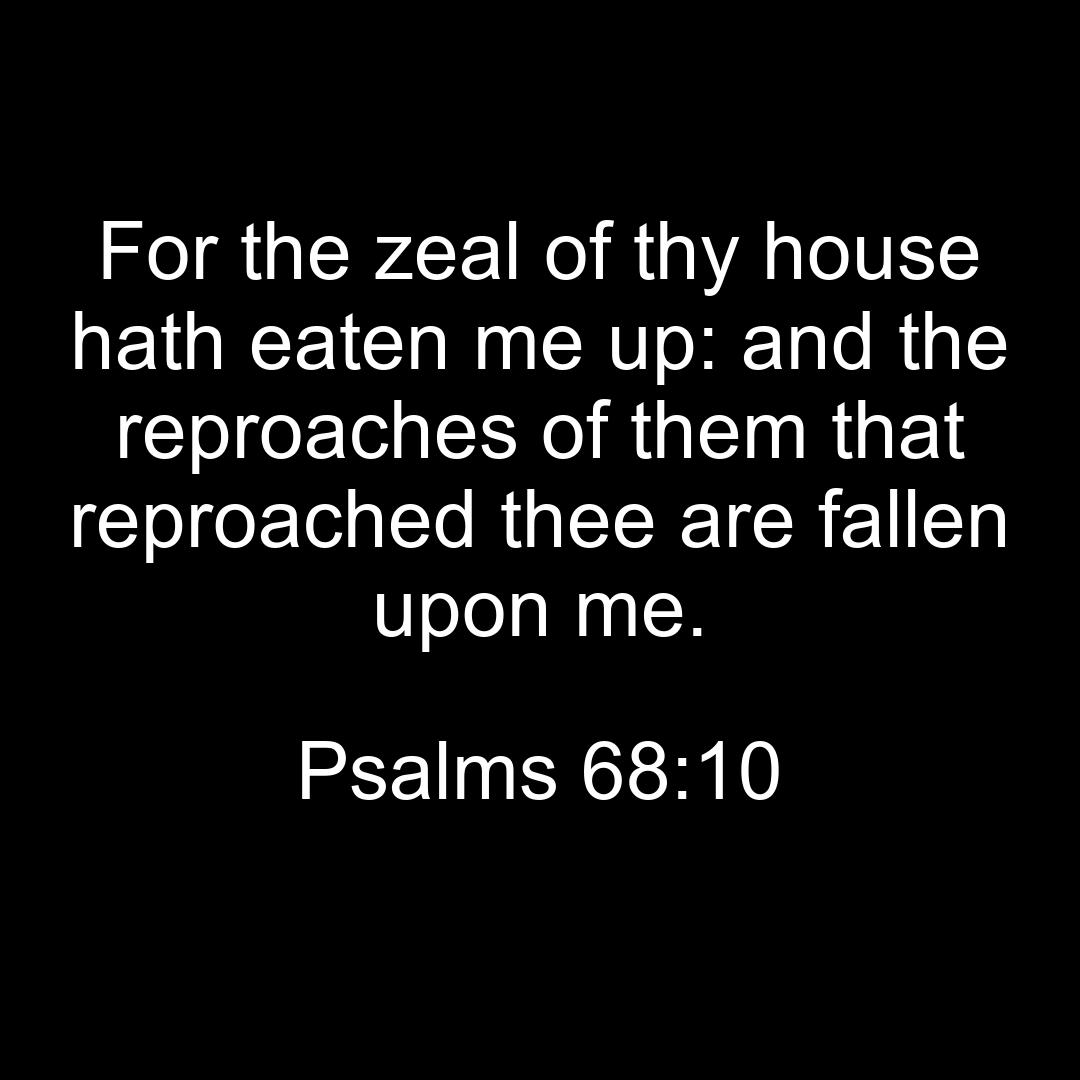 For the zeal of thy house
hath eaten me up: and the
reproaches of them that
reproached thee are fallen
upon me.
Psalms 68:10